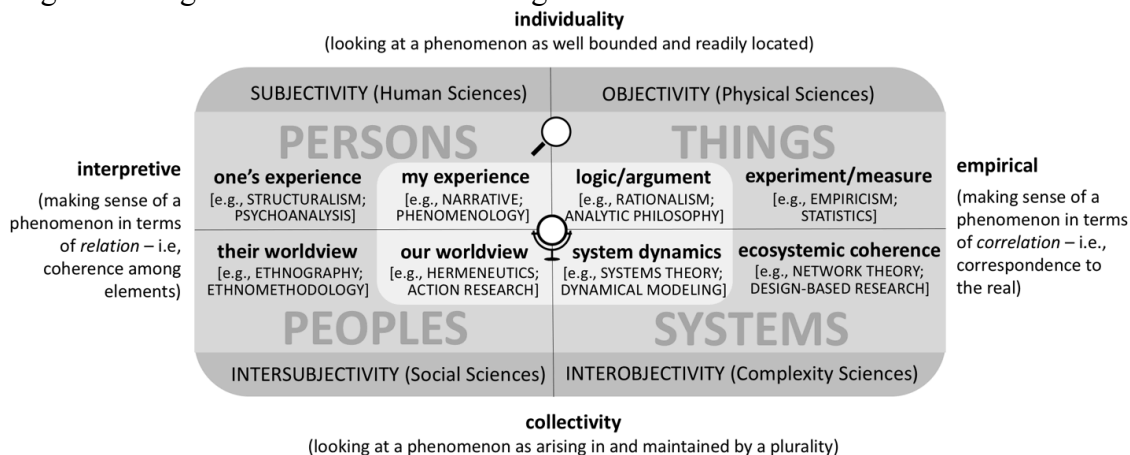 individuality
(looking at a phenomenon as well bounded and readily located)
SUBJECTIVITY (Human Sciences)
OBJECTIVITY (Physical Sciences)
PERSONS
THINGS
interpretive
(making sense of a
phenomenon in terms
of relation – i.e,
coherence among
elements)
one's experience
[e.g., STRUCTURALISM;
PSYCHOANALYSIS]
my experience
[e.g., NARRATIVE;
PHENOMENOLOGY]
logic/argument
[e.g., RATIONALISM;
ANALYTIC PHILOSOPHY]
experiment/measure
[e.g., EMPIRICISM;
STATISTICS]
empirical
(making sense of a
phenomenon in terms
of correlation – i.e.,
correspondence to
the real)
their worldview
[e.g., ETHNOGRAPHY;
ETHNOMETHODOLOGY]
our worldview
[e.g., HERMENEUTICS;
ACTION RESEARCH]
system dynamics
[e.g., SYSTEMS THEORY;
DYNAMICAL MODELING]
ecosystemic coherence
[e.g., NETWORK THEORY;
DESIGN-BASED RESEARCH]
PEOPLES
SYSTEMS
INTERSUBJECTIVITY (Social Sciences)
INTEROBJECTIVITY (Complexity Sciences)
collectivity
(looking at a phenomenon as arising in and maintained by a plurality)